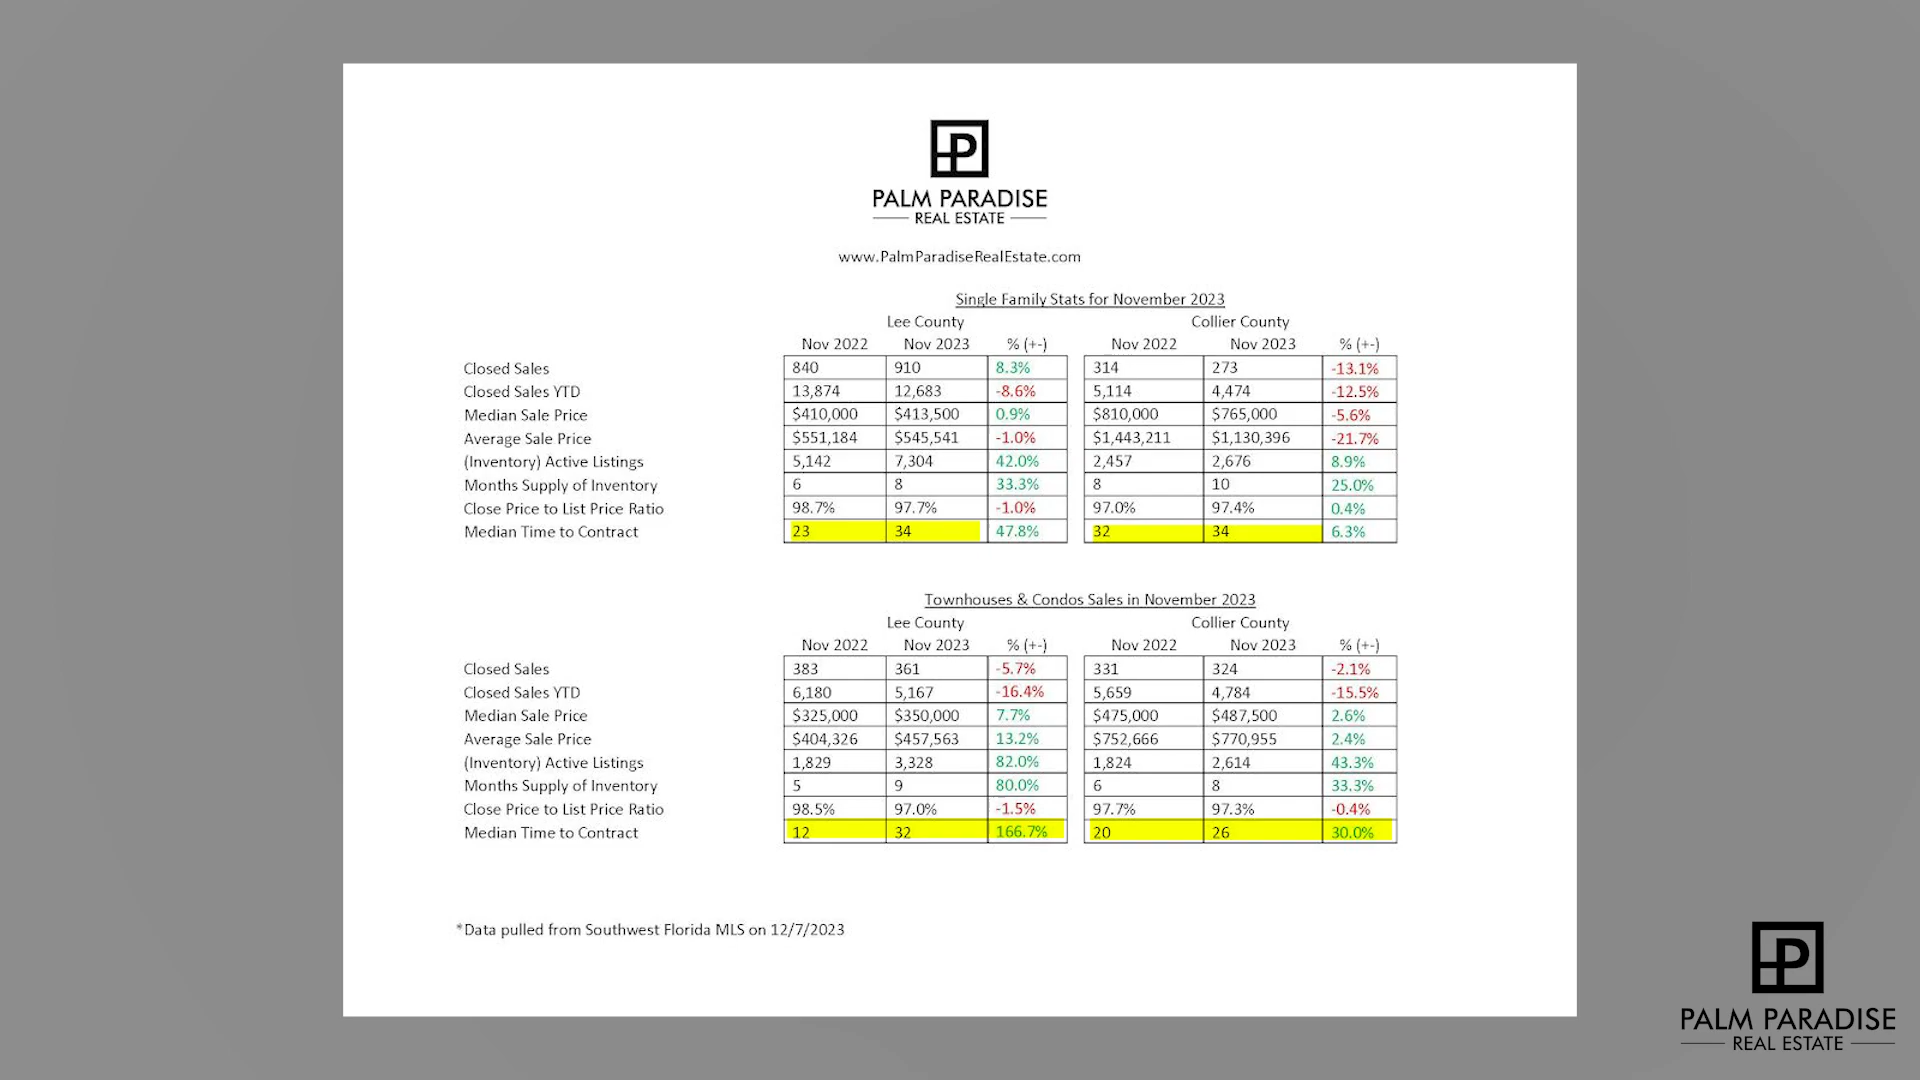 PALM PARADISE
REAL ESTATE
www.PalmParadiseRealEstate.com
Single Family Stats for November 2023
Lee County Collier County
Nov 2022 Nov 2023 % (+-) Nov 2022 Nov 2023 % (+-)
Closed Sales 840 910 8.3% 314 273 -13.1%
Closed Sales YTD 13,874 12,683 -8.6% 5,114 4,474 -12.5%
Median Sale Price $410,000 $413,500 0.9% $810,000 $765,000 -5.6%
Average Sale Price $551,184 $545,541 -1.0% $1,443,211 $1,130,396 -21.7%
(Inventory) Active Listings 5,142 7,304 42.0% 2,457 2,676 8.9%
Months Supply of Inventory 6 8 33.3% 8 10 25.0%
Close Price to List Price Ratio 98.7% 97.7% -1.0% 97.0% 97.4% 0.4%
Median Time to Contract 23 34 47.8% 32 34 6.3%
Townhouses & Condos Sales in November 2023
Lee County Collier County
Nov 2022 Nov 2023 % (+-) Nov 2022 Nov 2023 % (+-)
Closed Sales 383 361 -5.7% 331 324 -2.1%
Closed Sales YTD 6,180 5,167 -16.4% 5,659 4,784 -15.5%
Median Sale Price $325,000 $350,000 7.7% $475,000 $487,500 2.6%
Average Sale Price $404,326 $457,563 13.2% $752,666 $770,955 2.4%
(Inventory) Active Listings 1,829 3,328 82.0% 1,824 2,614 43.3%
Months Supply of Inventory 5 9 80.0% 6 8 33.3%
Close Price to List Price Ratio 98.5% 97.0% -1.5% 97.7% 97.3% -0.4%
Median Time to Contract 12 32 166.7% 20 26 30.0%
*Data pulled from Southwest Florida MLS on 12/7/2023
PALM PARADISE
REAL ESTATE